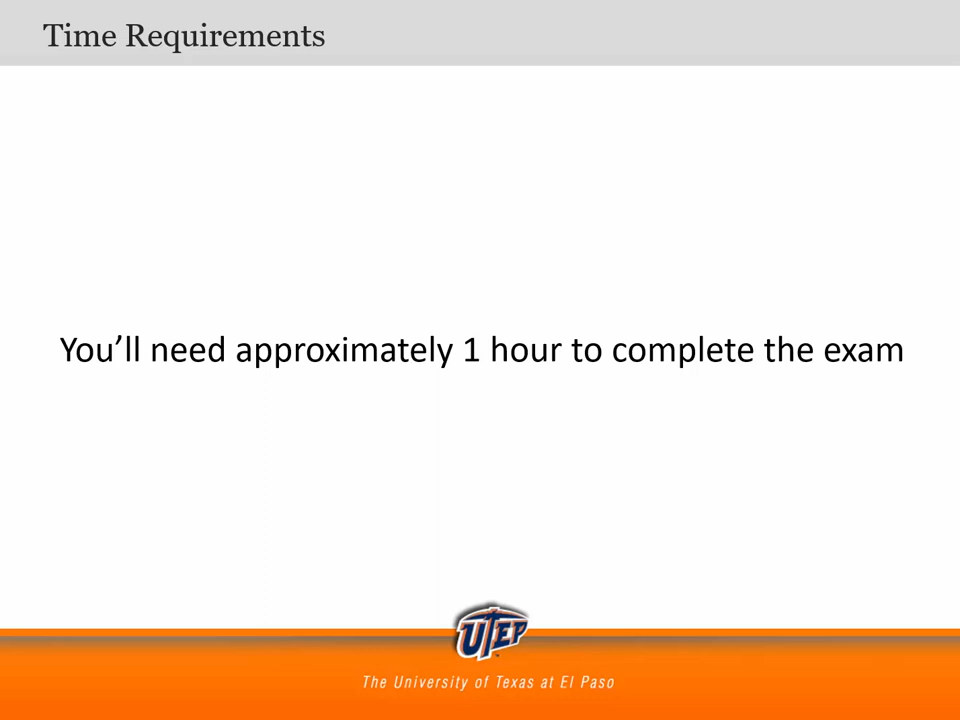 Time Requirements
You’ll need approximately 1 hour to complete the exam
UTEP
The University of Texas at El Paso